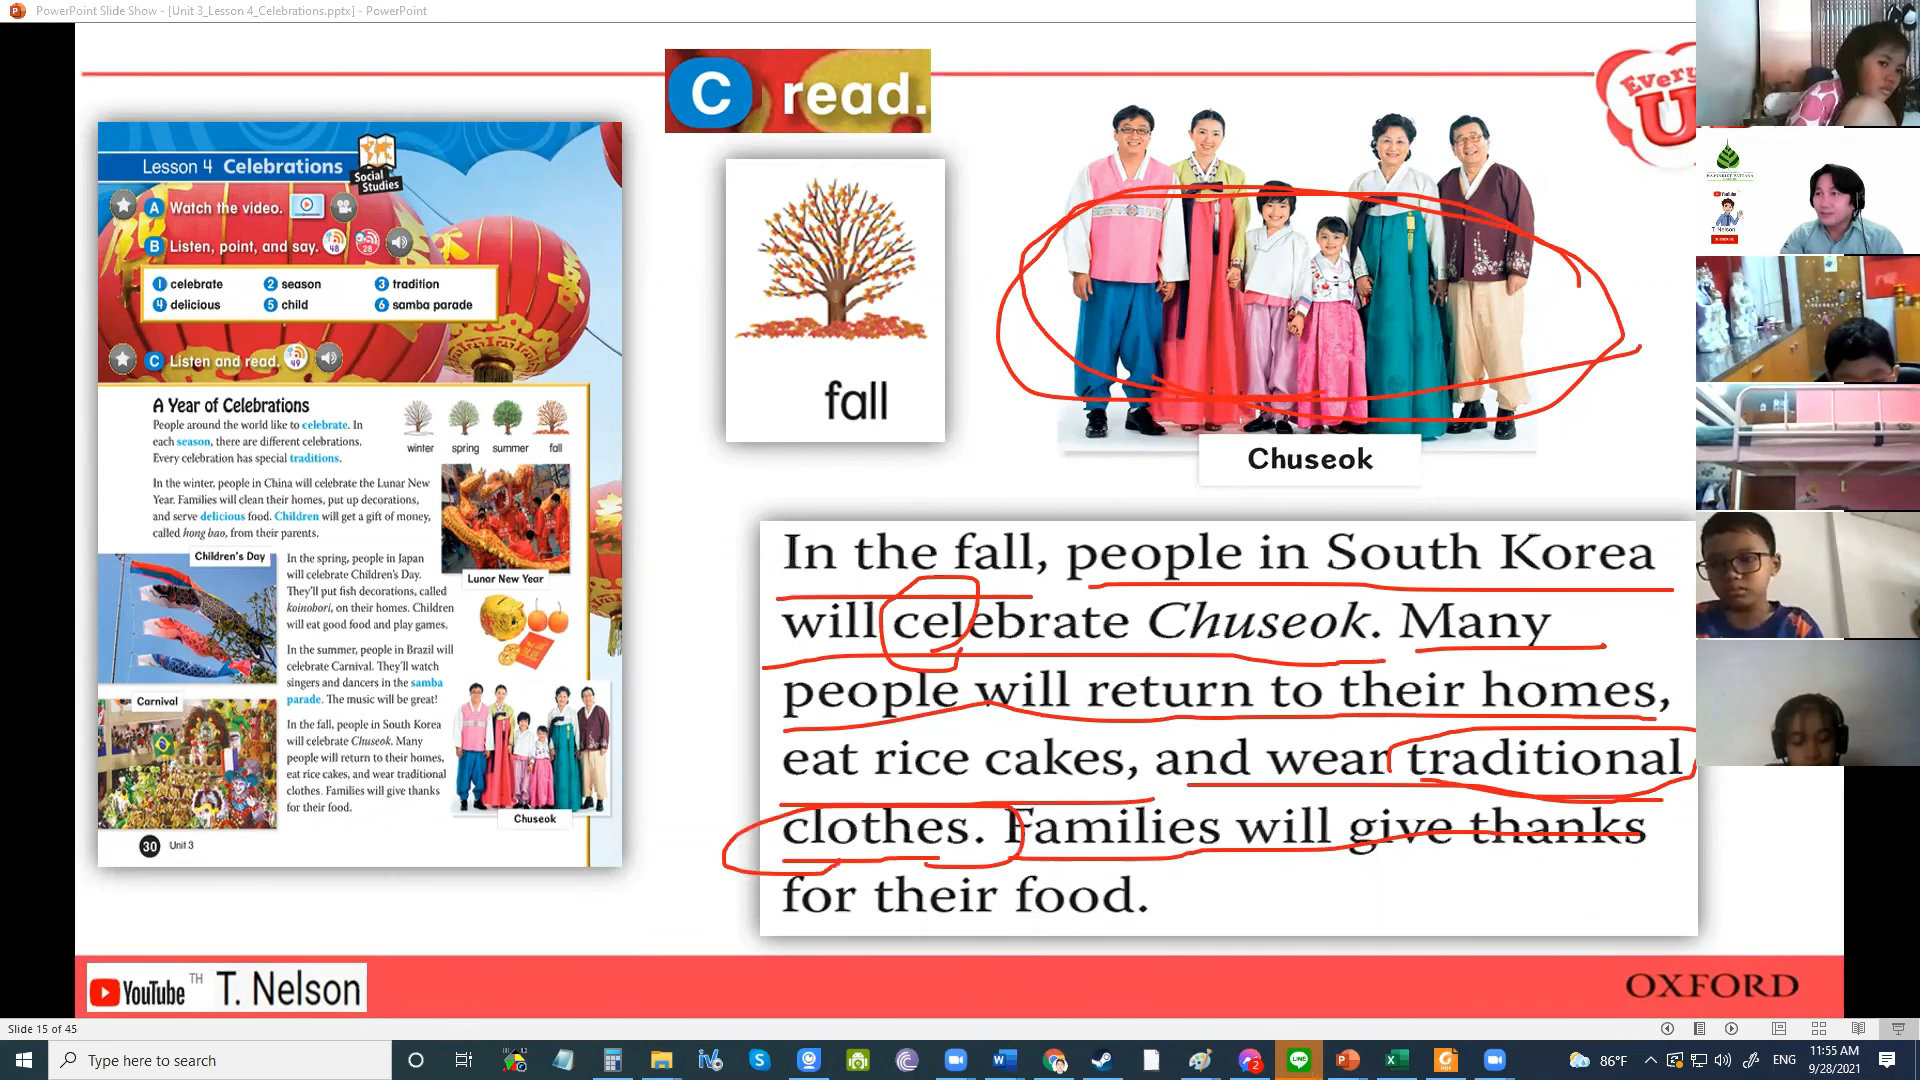 PowerPoint Slide Show - [Unit 3_Lesson 4_Celebrations.pptx] - PowerPoint
C read.
Every
U
Lesson 4 Celebrations
Social
Studies
A Watch the video.
B Listen, point, and say. 48 28
1 celebrate 2 season 3 tradition
4 delicious 5 child 6 samba parade
C Listen and read. 49
A Year of Celebrations
People around the world like to celebrate. In
each season, there are different celebrations.
Every celebration has special traditions.
winter spring summer fall
In the winter, people in China will celebrate the Lunar New
Year. Families will clean their homes, put up decorations,
and serve delicious food. Children will get a gift of money,
called hong bao, from their parents.
Lunar New Year
Children's Day
In the spring, people in Japan
will celebrate Children's Day.
They'll put fish decorations, called
koinobori, on their homes. Children
will eat good food and play games.
In the summer, people in Brazil will
celebrate Carnival. They'll watch
singers and dancers in the samba
parade. The music will be great!
Carnival
In the fall, people in South Korea
will celebrate Chuseok. Many
people will return to their homes,
eat rice cakes, and wear traditional
clothes. Families will give thanks
for their food.
Chuseok
30 Unit 3
fall
Chuseok
In the fall, people in South Korea
will celebrate Chuseok. Many
people will return to their homes,
eat rice cakes, and wear traditional
clothes. Families will give thanks
for their food.
YouTube TH T. Nelson
OXFORD
YouTube
T. Nelson
SUBSCRIBE
Slide 15 of 45
Type here to search
86°F
ENG
11:55 AM
9/28/2021
2